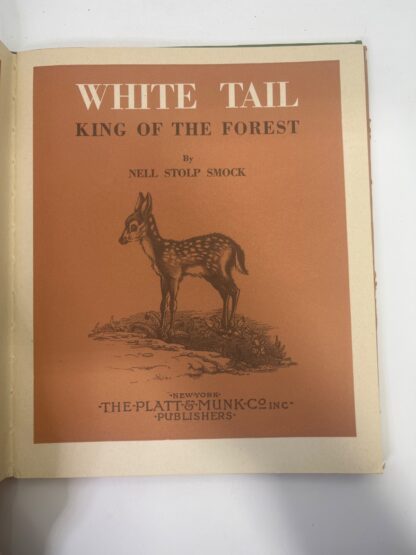 WHITE TAIL
KING OF THE FOREST
By
NELL STOLP SMOCK
·NEW·YORK·
·THE·PLATT·&·MUNK·CO INC·
·PUBLISHERS·